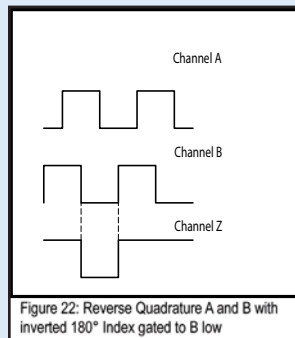 Channel A
Channel B
Channel Z
Figure 22: Reverse Quadrature A and B with
inverted 180° Index gated to B low